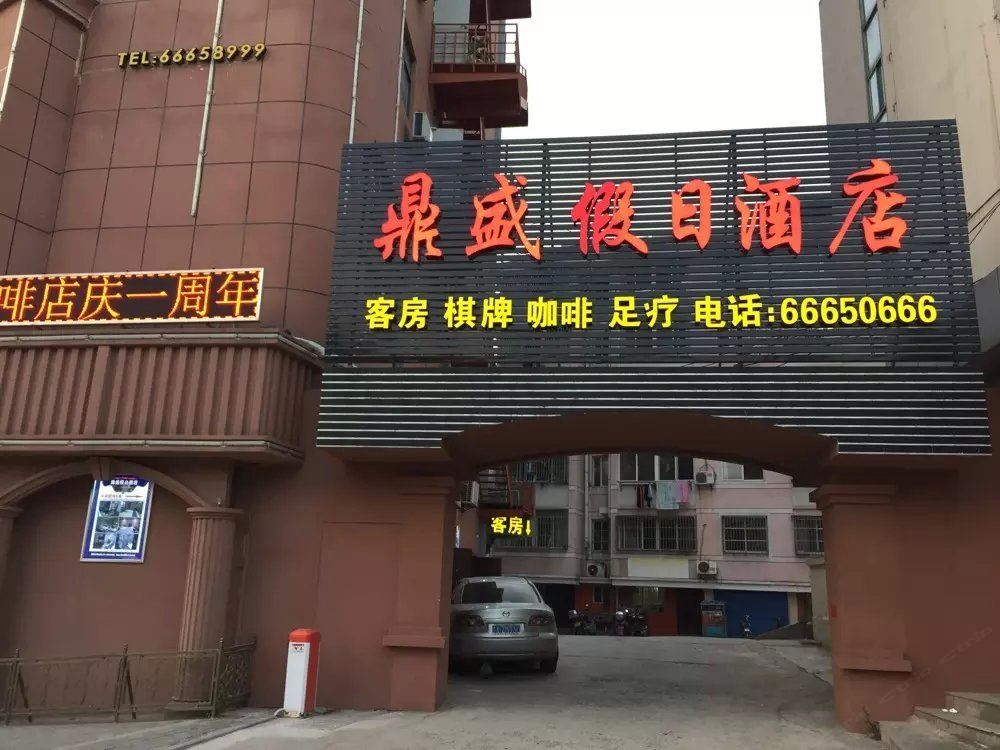 TEL:66658999
鼎盛假日酒店
啡店庆一周年
客房 棋牌 咖啡 足疗 电话:66650666
客房↓